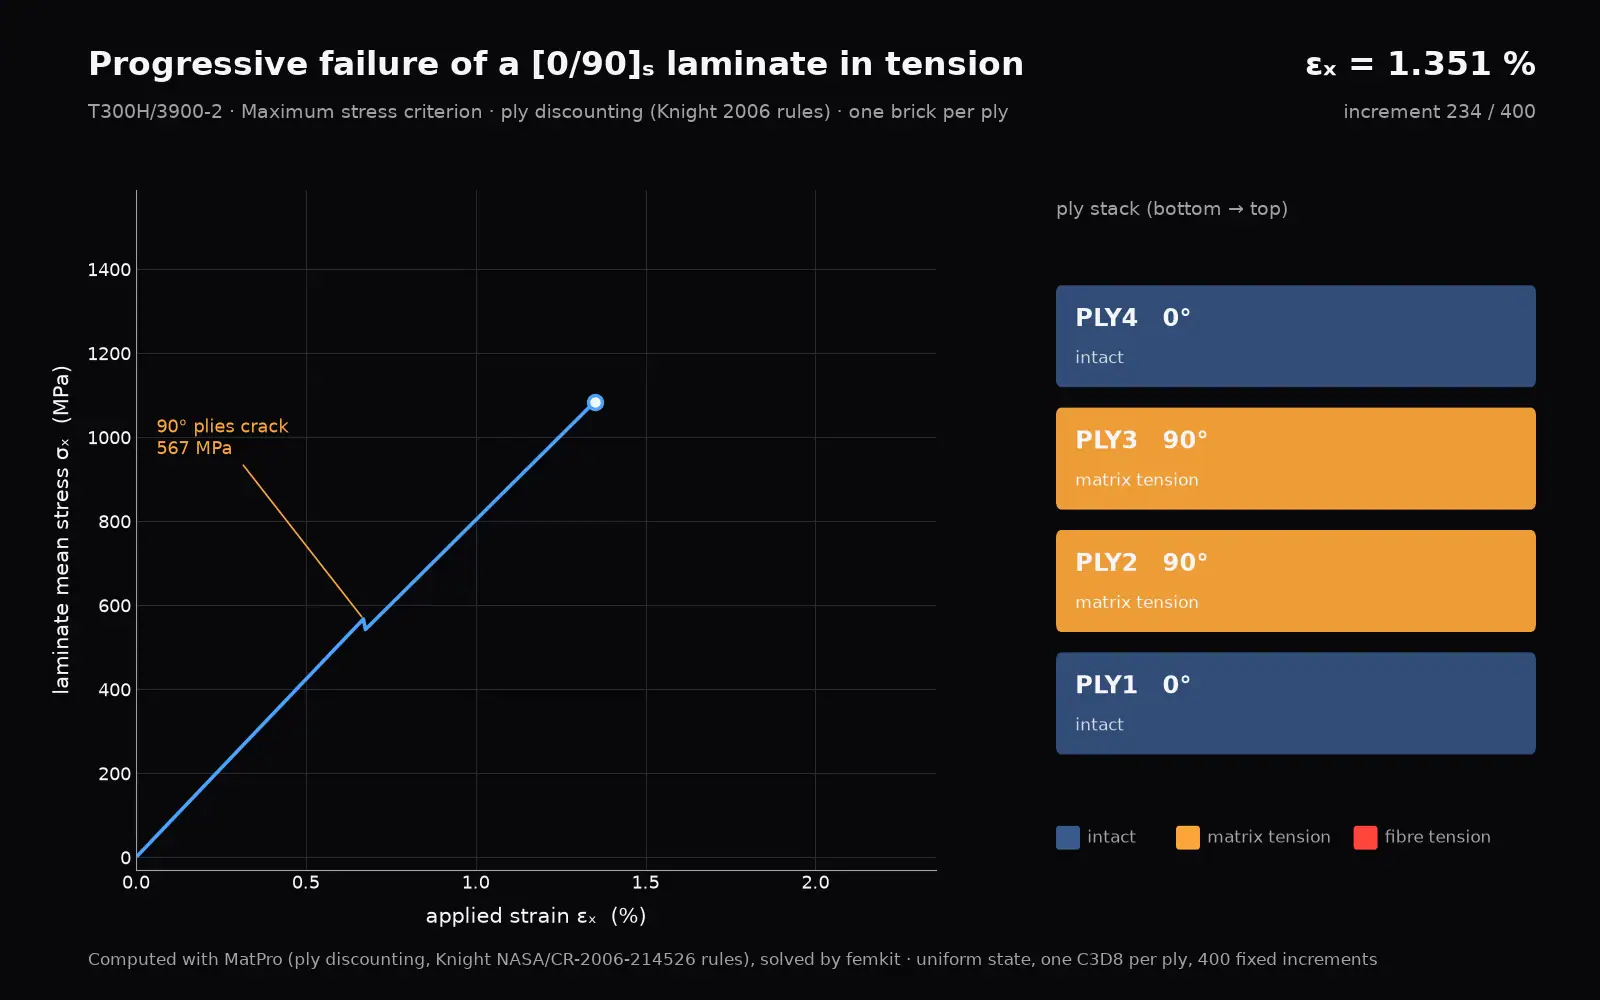 Progressive failure of a [0/90]ₛ laminate in tension
εₓ = 1.351 %
T300H/3900-2 · Maximum stress criterion · ply discounting (Knight 2006 rules) · one brick per ply
increment 234 / 400
ply stack (bottom → top)
1400
1200
1000
800
600
400
200
0
laminate mean stress σₓ (MPa)
90° plies crack
567 MPa
0.0
0.5
1.0
1.5
2.0
applied strain εₓ (%)
PLY4 0°
intact
PLY3 90°
matrix tension
PLY2 90°
matrix tension
PLY1 0°
intact
intact
matrix tension
fibre tension
Computed with MatPro (ply discounting, Knight NASA/CR-2006-214526 rules), solved by femkit · uniform state, one C3D8 per ply, 400 fixed increments